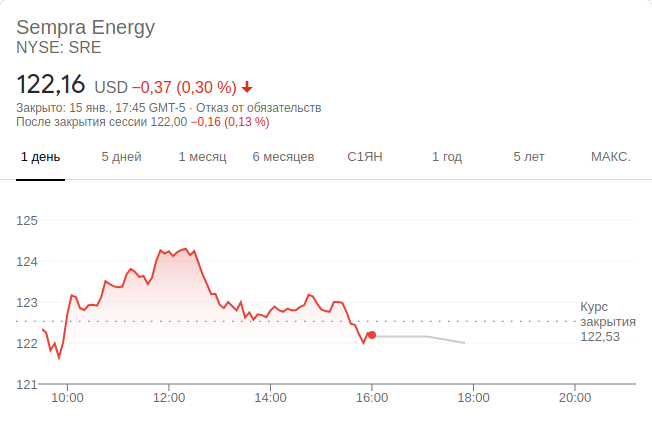 Sempra Energy
NYSE: SRE
122,16 USD −0,37 (0,30 %)
Закрыто: 15 янв., 17:45 GMT-5 · Отказ от обязательств
После закрытия сессии 122,00 −0,16 (0,13 %)
1 день 5 дней 1 месяц 6 месяцев С1ЯН 1 год 5 лет МАКС.
125
124
123
122
121
Курс
закрытия
122,53
10:00 12:00 14:00 16:00 18:00 20:00